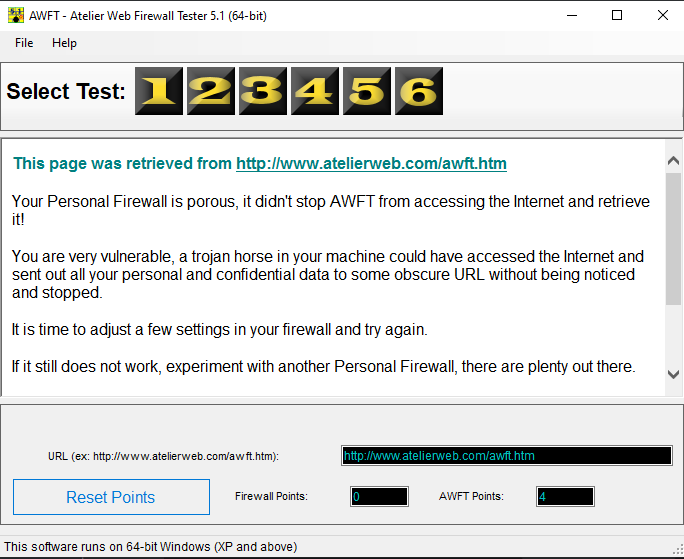 AWFT - Atelier Web Firewall Tester 5.1 (64-bit)
File Help
Select Test: 1 2 3 4 5 6
This page was retrieved from http://www.atelierweb.com/awft.htm
Your Personal Firewall is porous, it didn't stop AWFT from accessing the Internet and retrieve
it!
You are very vulnerable, a trojan horse in your machine could have accessed the Internet and
sent out all your personal and confidential data to some obscure URL without being noticed
and stopped.
It is time to adjust a few settings in your firewall and try again.
If it still does not work, experiment with another Personal Firewall, there are plenty out there.
URL (ex: http://www.atelierweb.com/awft.htm): http://www.atelierweb.com/awft.htm
Reset Points Firewall Points: 0 AWFT Points: 4
This software runs on 64-bit Windows (XP and above)